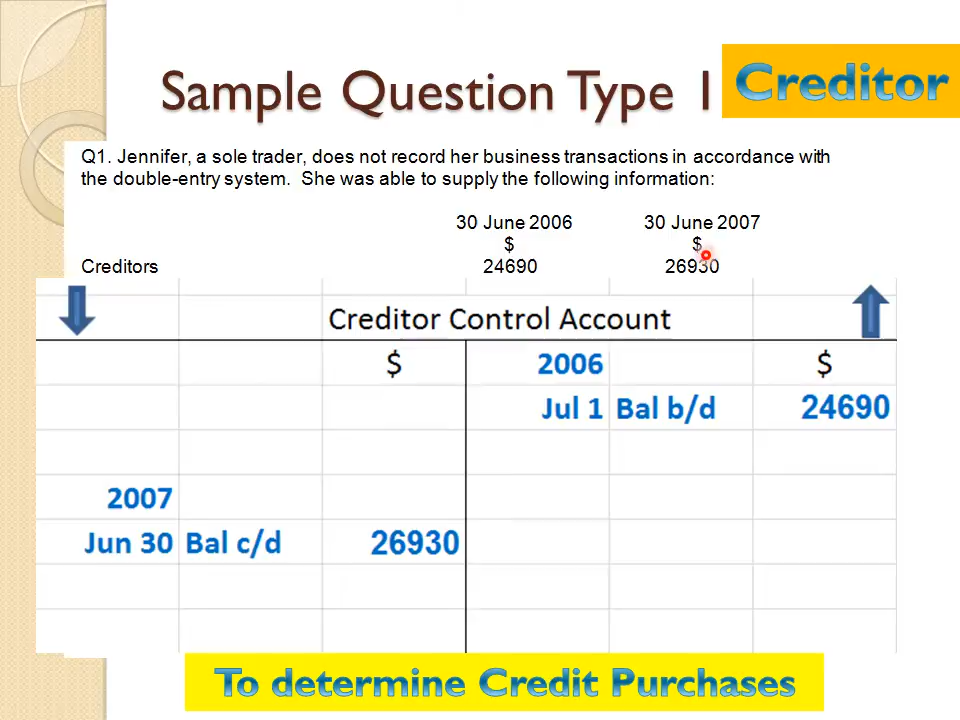 Sample Question Type 1
Creditor
Q1. Jennifer, a sole trader, does not record her business transactions in accordance with
the double-entry system. She was able to supply the following information:
30 June 2006 30 June 2007
$ $
Creditors 24690 26930
Creditor Control Account
$ 2006 $
Jul 1 Bal b/d 24690
2007
Jun 30 Bal c/d 26930
To determine Credit Purchases